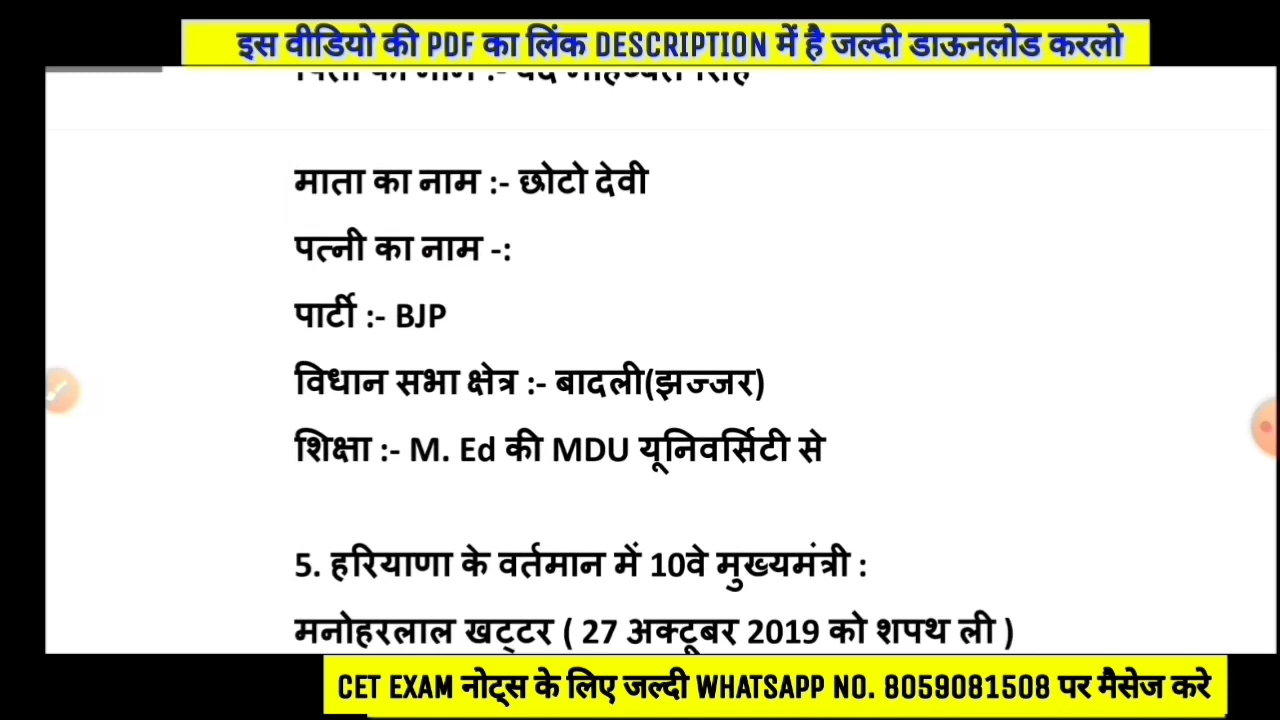 इस वीडियो की PDF का लिंक DESCRIPTION में है जल्दी डाऊनलोड करलो
माता का नाम :- छोटो देवी
पत्नी का नाम -:
पार्टी :- BJP
विधान सभा क्षेत्र :- बादली(झज्जर)
शिक्षा :- M. Ed की MDU यूनिवर्सिटी से
5. हरियाणा के वर्तमान में 10वे मुख्यमंत्री :
मनोहरलाल खट्टर ( 27 अक्टूबर 2019 को शपथ ली )
CET EXAM नोट्स के लिए जल्दी WHATSAPP NO. 8059081508 पर मैसेज करे